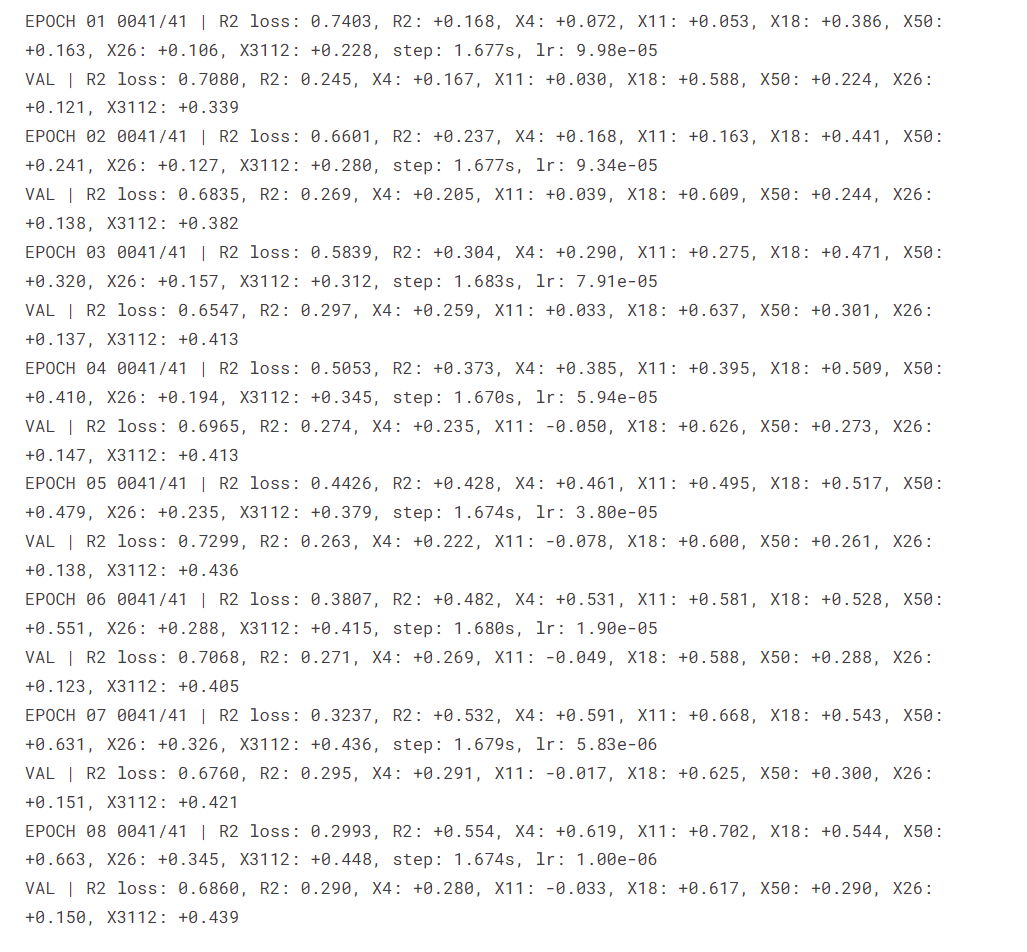 EPOCH 01 0041/41 | R2 loss: 0.7403, R2: +0.168, X4: +0.072, X11: +0.053, X18: +0.386, X50:
+0.163, X26: +0.106, X3112: +0.228, step: 1.677s, lr: 9.98e-05
VAL | R2 loss: 0.7080, R2: 0.245, X4: +0.167, X11: +0.030, X18: +0.588, X50: +0.224, X26:
+0.121, X3112: +0.339
EPOCH 02 0041/41 | R2 loss: 0.6601, R2: +0.237, X4: +0.168, X11: +0.163, X18: +0.441, X50:
+0.241, X26: +0.127, X3112: +0.280, step: 1.677s, lr: 9.34e-05
VAL | R2 loss: 0.6835, R2: 0.269, X4: +0.205, X11: +0.039, X18: +0.609, X50: +0.244, X26:
+0.138, X3112: +0.382
EPOCH 03 0041/41 | R2 loss: 0.5839, R2: +0.304, X4: +0.290, X11: +0.275, X18: +0.471, X50:
+0.320, X26: +0.157, X3112: +0.312, step: 1.683s, lr: 7.91e-05
VAL | R2 loss: 0.6547, R2: 0.297, X4: +0.259, X11: +0.033, X18: +0.637, X50: +0.301, X26:
+0.137, X3112: +0.413
EPOCH 04 0041/41 | R2 loss: 0.5053, R2: +0.373, X4: +0.385, X11: +0.395, X18: +0.509, X50:
+0.410, X26: +0.194, X3112: +0.345, step: 1.670s, lr: 5.94e-05
VAL | R2 loss: 0.6965, R2: 0.274, X4: +0.235, X11: -0.050, X18: +0.626, X50: +0.273, X26:
+0.147, X3112: +0.413
EPOCH 05 0041/41 | R2 loss: 0.4426, R2: +0.428, X4: +0.461, X11: +0.495, X18: +0.517, X50:
+0.479, X26: +0.235, X3112: +0.379, step: 1.674s, lr: 3.80e-05
VAL | R2 loss: 0.7299, R2: 0.263, X4: +0.222, X11: -0.078, X18: +0.600, X50: +0.261, X26:
+0.138, X3112: +0.436
EPOCH 06 0041/41 | R2 loss: 0.3807, R2: +0.482, X4: +0.531, X11: +0.581, X18: +0.528, X50:
+0.551, X26: +0.288, X3112: +0.415, step: 1.680s, lr: 1.90e-05
VAL | R2 loss: 0.7068, R2: 0.271, X4: +0.269, X11: -0.049, X18: +0.588, X50: +0.288, X26:
+0.123, X3112: +0.405
EPOCH 07 0041/41 | R2 loss: 0.3237, R2: +0.532, X4: +0.591, X11: +0.668, X18: +0.543, X50:
+0.631, X26: +0.326, X3112: +0.436, step: 1.679s, lr: 5.83e-06
VAL | R2 loss: 0.6760, R2: 0.295, X4: +0.291, X11: -0.017, X18: +0.625, X50: +0.300, X26:
+0.151, X3112: +0.421
EPOCH 08 0041/41 | R2 loss: 0.2993, R2: +0.554, X4: +0.619, X11: +0.702, X18: +0.544, X50:
+0.663, X26: +0.345, X3112: +0.448, step: 1.674s, lr: 1.00e-06
VAL | R2 loss: 0.6860, R2: 0.290, X4: +0.280, X11: -0.033, X18: +0.617, X50: +0.290, X26:
+0.150, X3112: +0.439